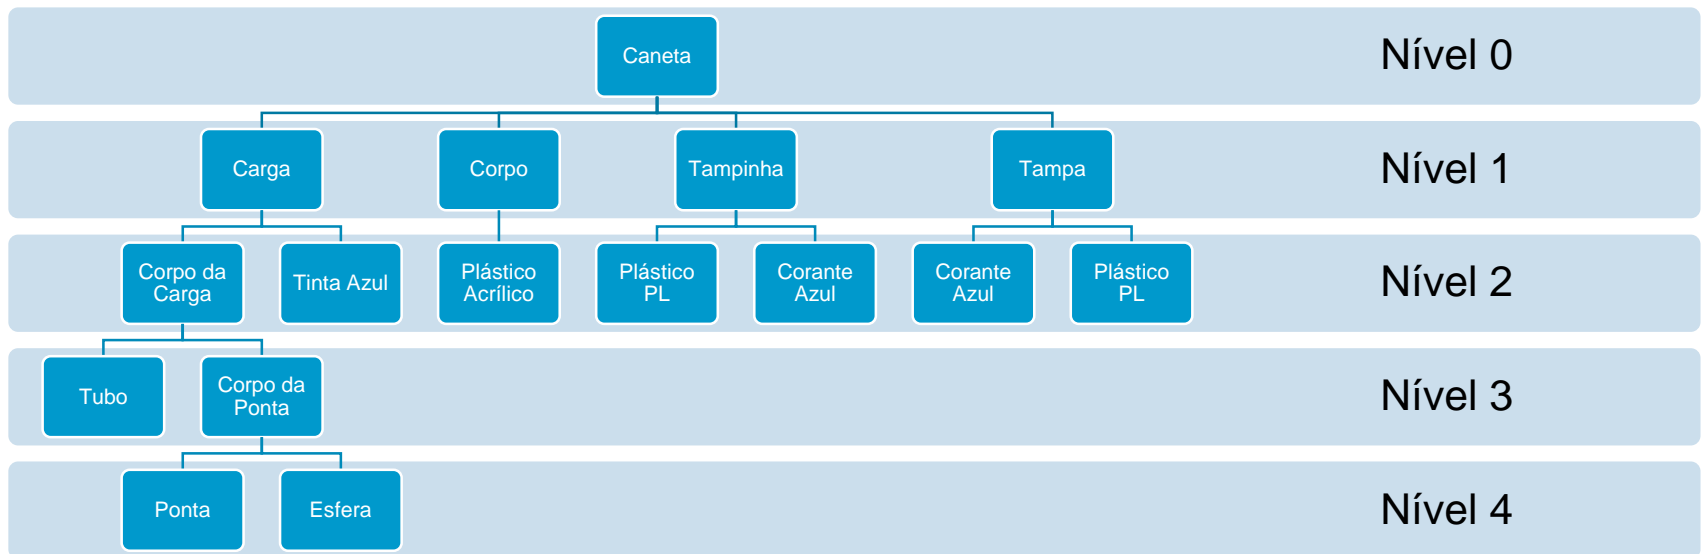 Caneta
Nível 0
Carga
Corpo
Tampinha
Tampa
Nível 1
Corpo da
Carga
Tinta Azul
Plástico
Acrílico
Plástico
PL
Corante
Azul
Corante
Azul
Plástico
PL
Nível 2
Tubo
Corpo da
Ponta
Nível 3
Ponta
Esfera
Nível 4